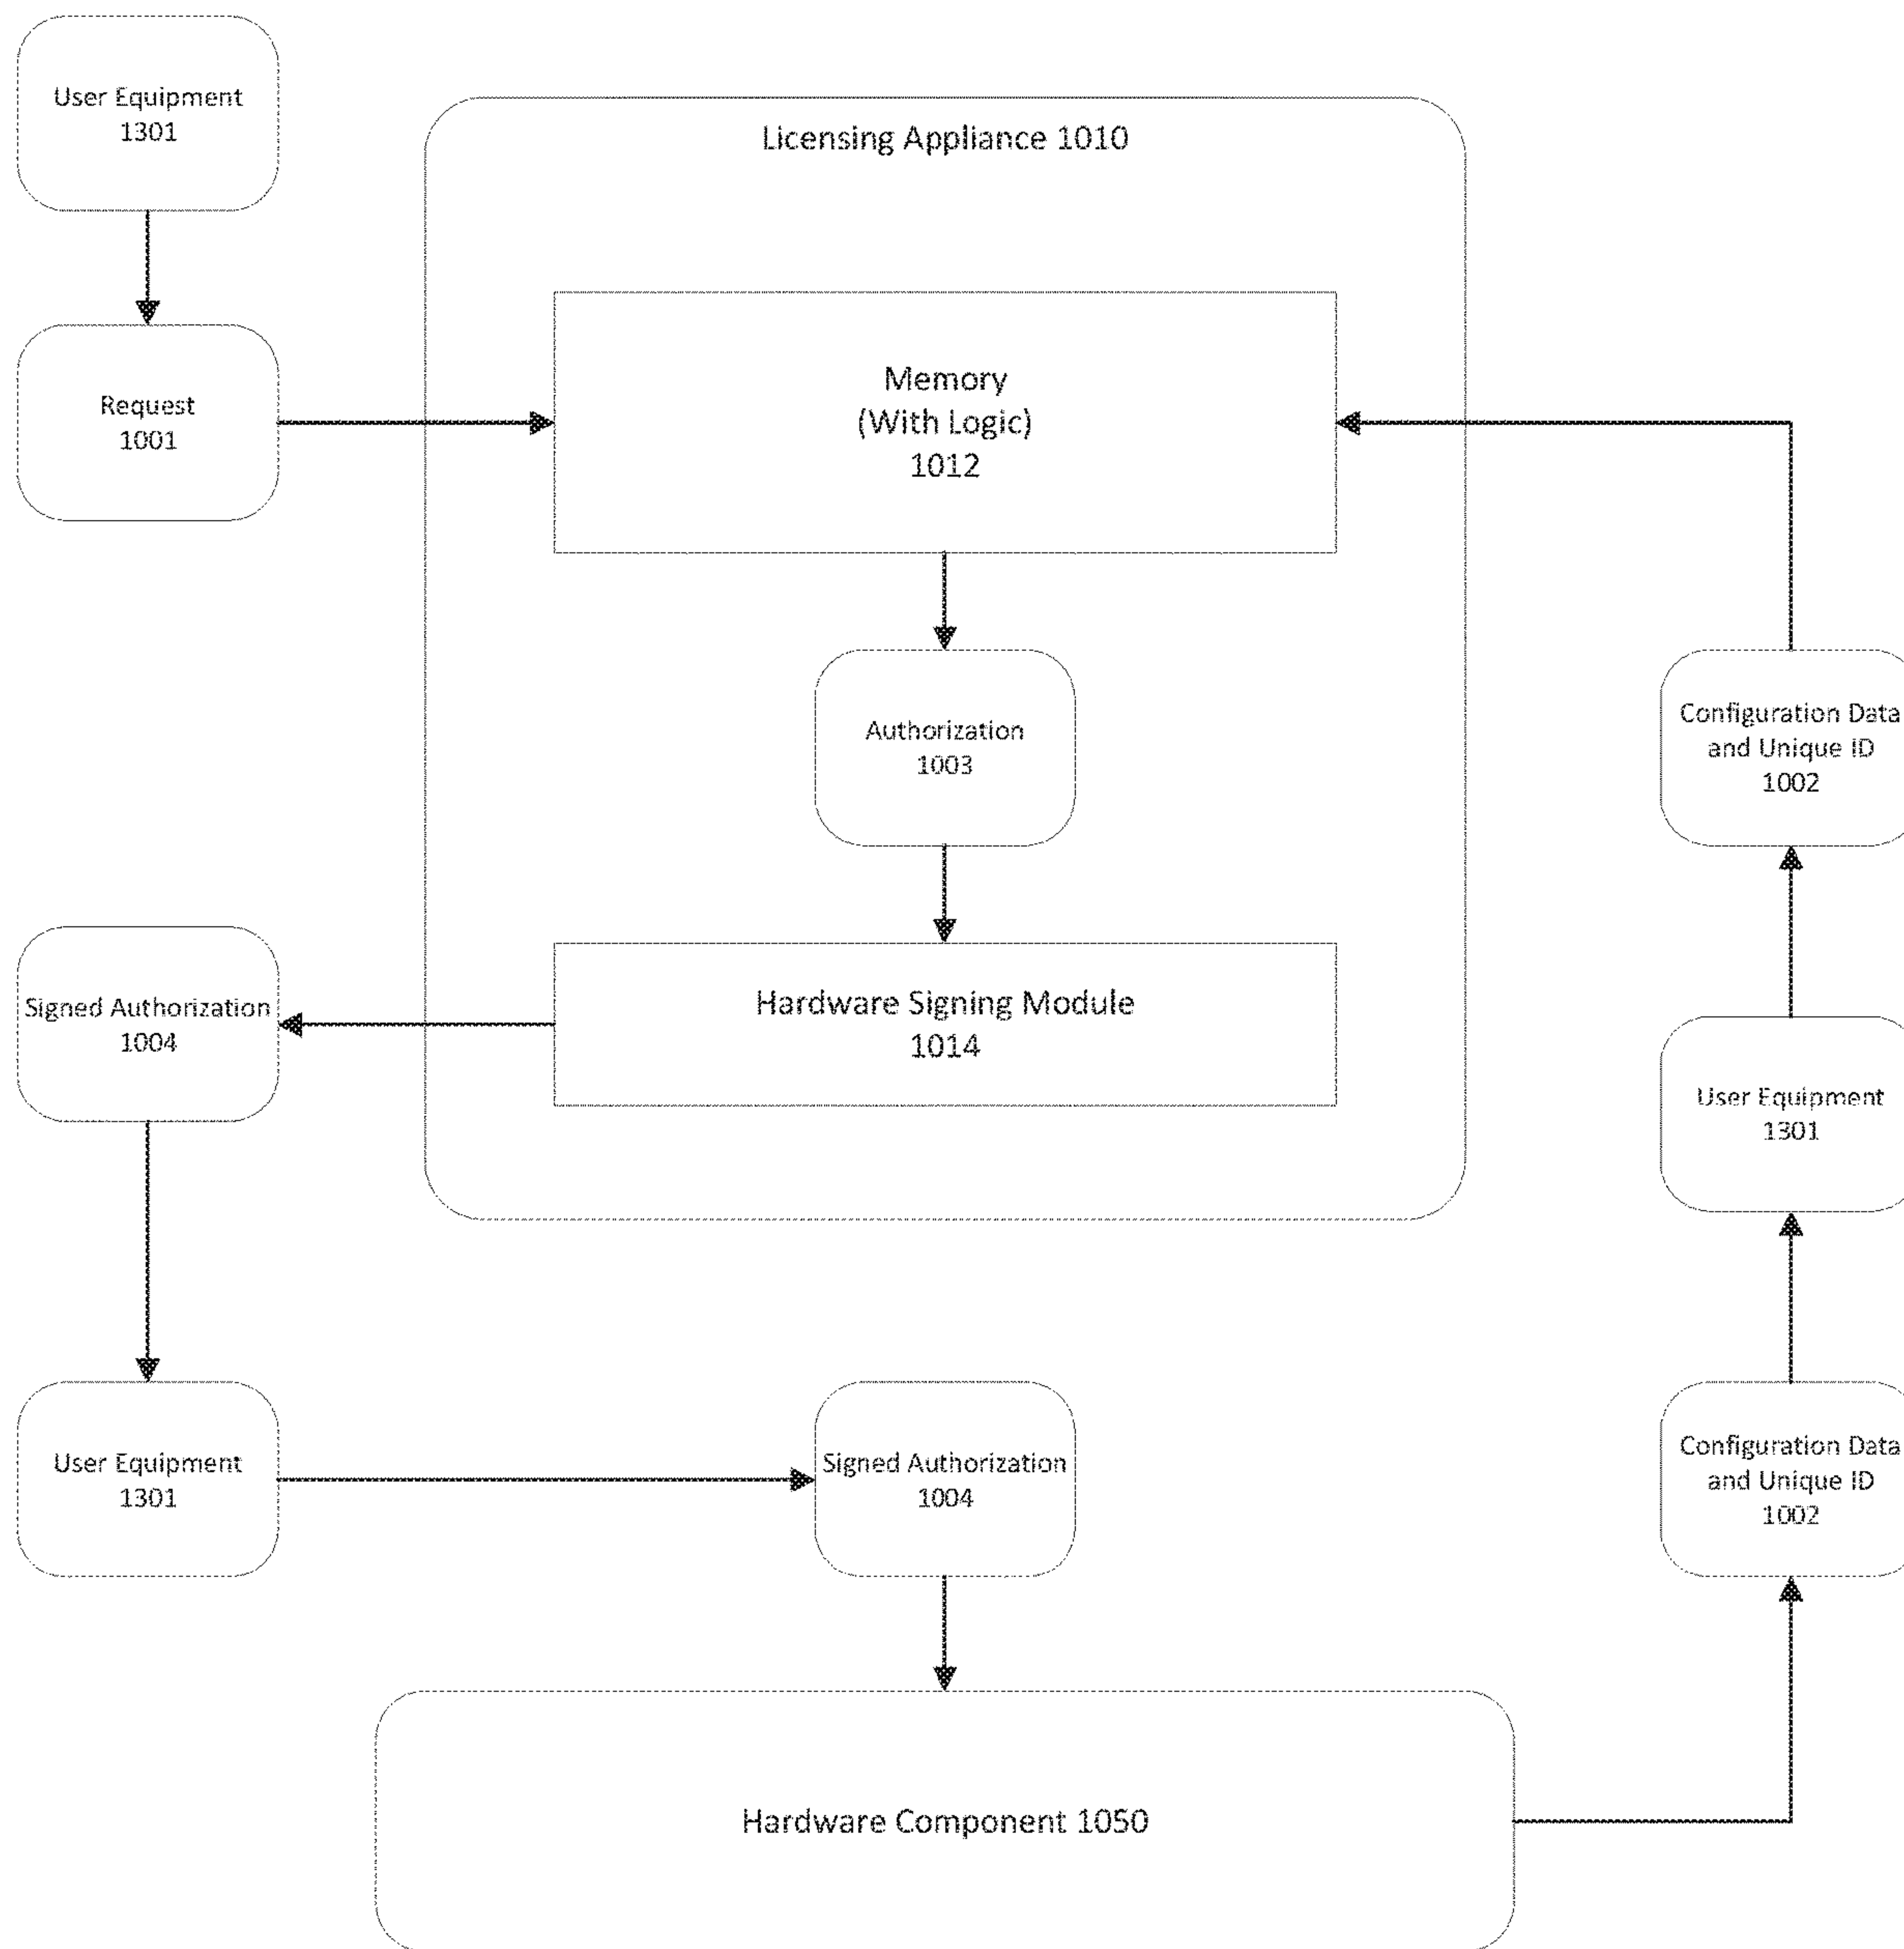 User Equipment
1301
Licensing Appliance 1010
Request
1001
Memory
(With Logic)
1012
Authorization
1003
Configuration Data
and Unique ID
1002
Signed Authorization
1004
Hardware Signing Module
1014
User Equipment
1301
User Equipment
1301
Signed Authorization
1004
Configuration Data
and Unique ID
1002
Hardware Component 1050